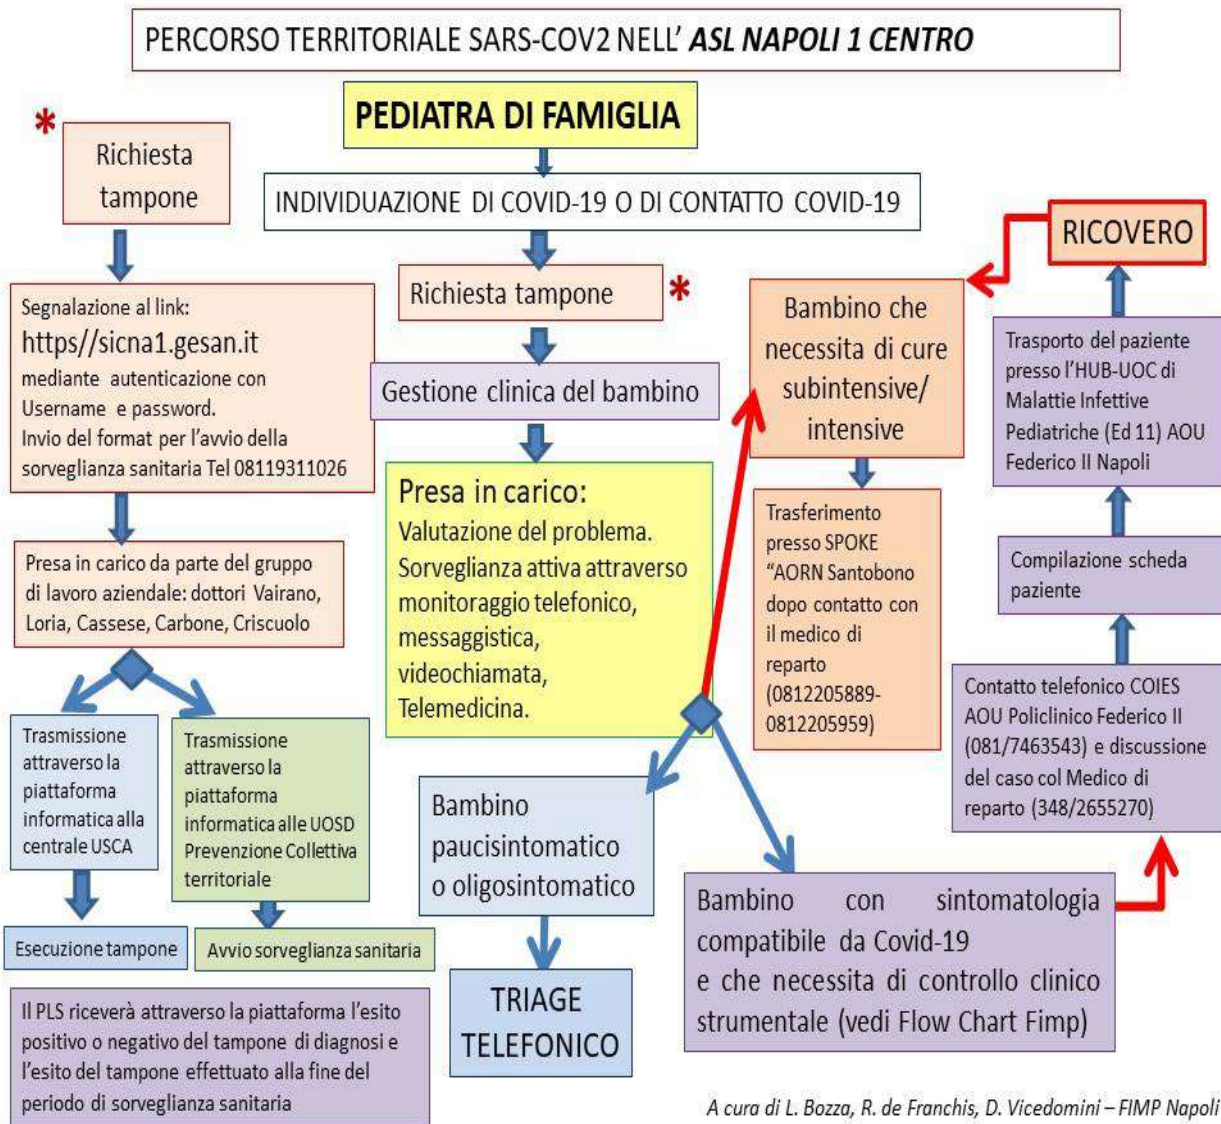 PERCORSO TERRITORIALE SARS-COV2 NELL' ASL NAPOLI 1 CENTRO
PEDIATRA DI FAMIGLIA
INDIVIDUAZIONE DI COVID-19 O DI CONTATTO COVID-19
*
Richiesta
tampone
Segnalazione al link:
https//sicna1.gesan.it
mediante autenticazione con
Username e password.
Invio del format per l'avvio della
sorveglianza sanitaria Tel 08119311026
Presa in carico da parte del gruppo
di lavoro aziendale: dottori Vairano,
Loria, Cassese, Carbone, Criscuolo
Trasmissione
attraverso la
piattaforma
informatica alla
centrale USCA
Esecuzione tampone
Trasmissione
attraverso la
piattaforma
informatica alle UOSD
Prevenzione Collettiva
territoriale
Avvio sorveglianza sanitaria
Il PLS riceverà attraverso la piattaforma l'esito
positivo o negativo del tampone di diagnosi e
l'esito del tampone effettuato alla fine del
periodo di sorveglianza sanitaria
Richiesta tampone *
Gestione clinica del bambino
Presa in carico:
Valutazione del problema.
Sorveglianza attiva attraverso
monitoraggio telefonico,
messaggistica,
videochiamata,
Telemedicina.
Bambino
paucisintomatico
o oligosintomatico
TRIAGE
TELEFONICO
Bambino che
necessita di cure
subintensive/
intensive
Trasferimento
presso SPOKE
"AORN Santobono
dopo contatto con
il medico di
reparto
(0812205889-
0812205959)
Bambino con sintomatologia
compatibile da Covid-19
e che necessita di controllo clinico
strumentale (vedi Flow Chart Fimp)
RICOVERO
Trasporto del paziente
presso l'HUB-UOC di
Malattie Infettive
Pediatriche (Ed 11) AOU
Federico II Napoli
Compilazione scheda
paziente
Contatto telefonico COIES
AOU Policlinico Federico II
(081/7463543) e discussione
del caso col Medico di
reparto (348/2655270)
A cura di L. Bozza, R. de Franchis, D. Vicedomini – FIMP Napoli